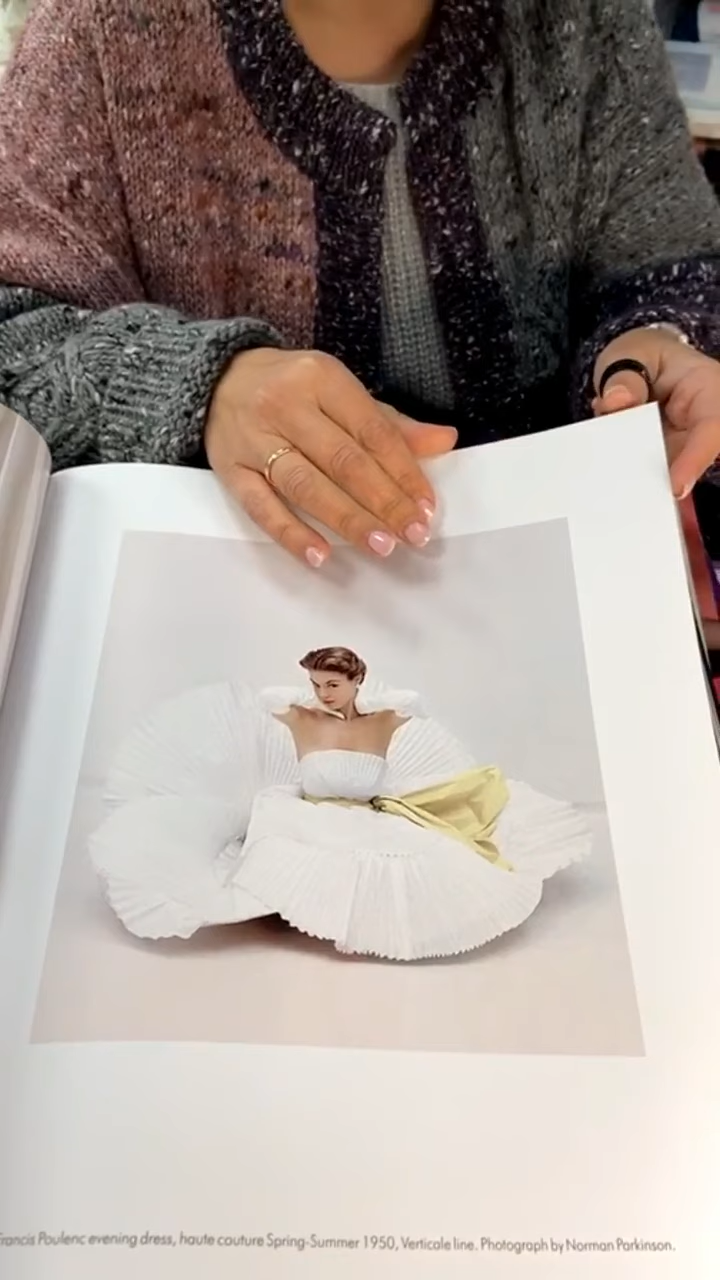 Francis Poulenc evening dress, haute couture Spring-Summer 1950, Verticale line. Photograph by Norman Parkinson.